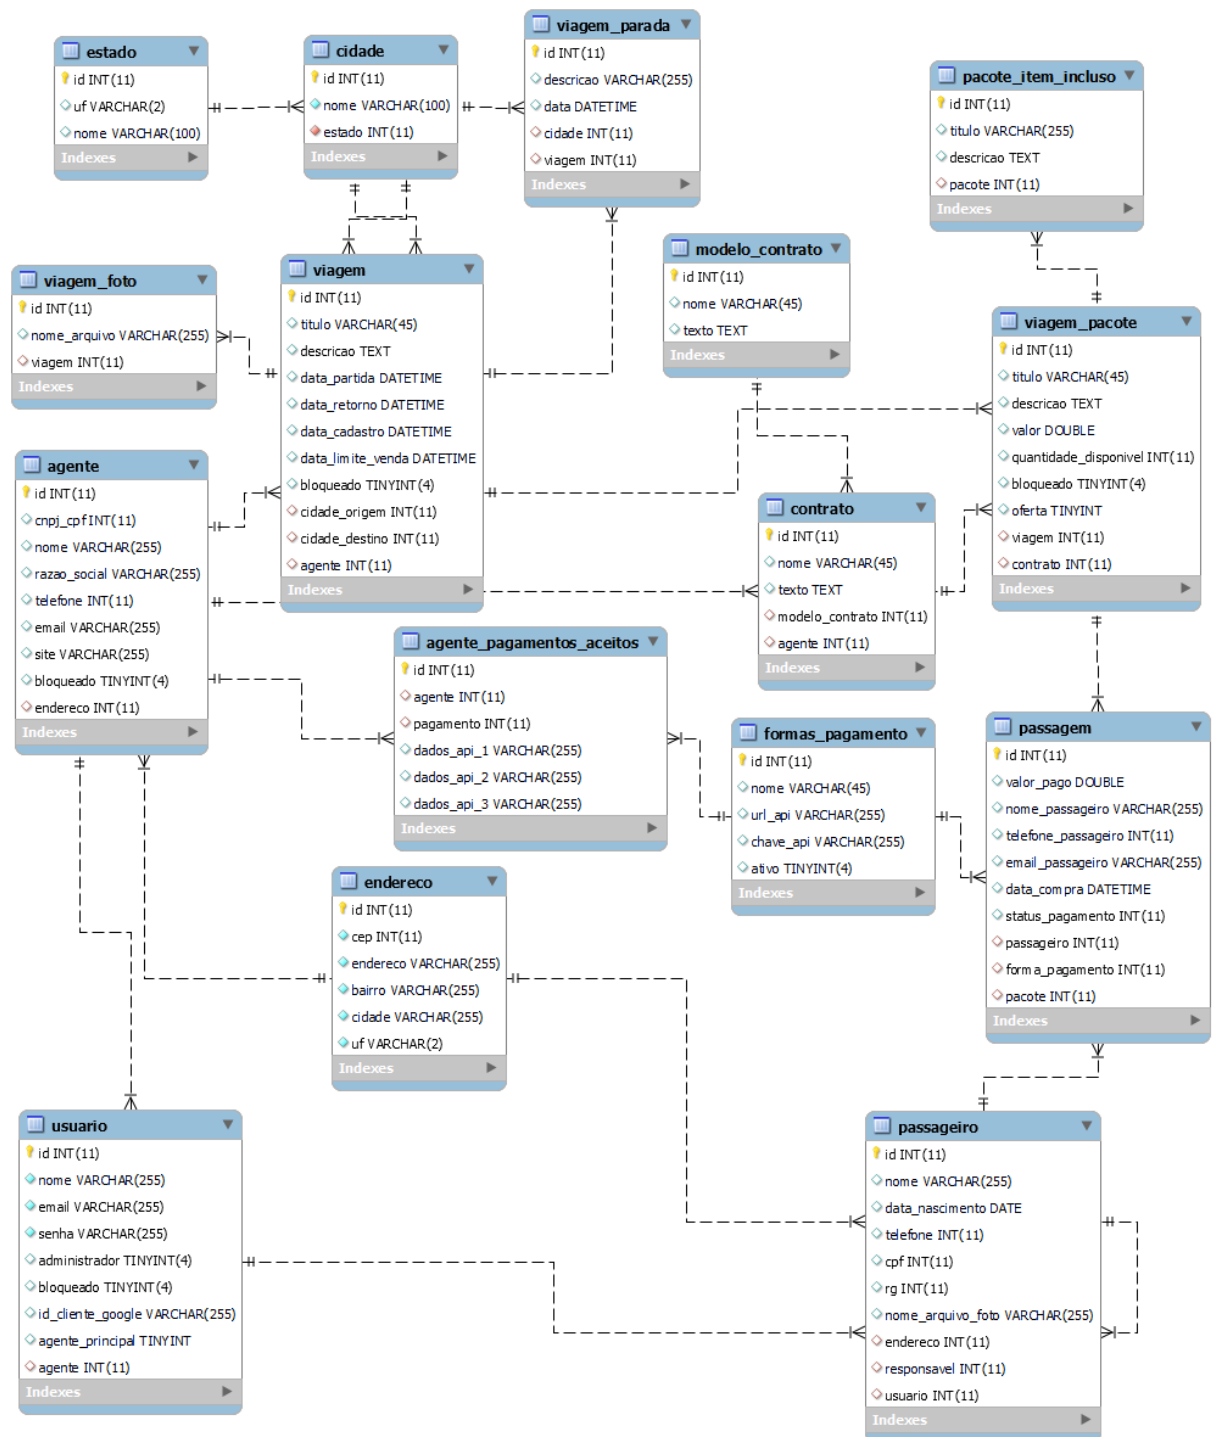 estado
id INT(11)
uf VARCHAR(2)
nome VARCHAR(100)
Indexes
cidade
id INT(11)
nome VARCHAR(100)
estado INT(11)
Indexes
viagem_parada
id INT(11)
descricao VARCHAR(255)
data DATETIME
cidade INT(11)
viagem INT(11)
Indexes
pacote_item_incluso
id INT(11)
titulo VARCHAR(255)
descricao TEXT
pacote INT(11)
Indexes
viagem_foto
id INT(11)
nome_arquivo VARCHAR(255)
viagem INT(11)
Indexes
viagem
id INT(11)
titulo VARCHAR(45)
descricao TEXT
data_partida DATETIME
data_retorno DATETIME
data_cadastro DATETIME
data_limite_venda DATETIME
bloqueado TINYINT(4)
cidade_origem INT(11)
cidade_destino INT(11)
agente INT(11)
Indexes
modelo_contrato
id INT(11)
nome VARCHAR(45)
texto TEXT
Indexes
viagem_pacote
id INT(11)
titulo VARCHAR(45)
descricao TEXT
valor DOUBLE
quantidade_disponivel INT(11)
bloqueado TINYINT(4)
oferta TINYINT
viagem INT(11)
contrato INT(11)
Indexes
agente
id INT(11)
cnpj_cpf INT(11)
nome VARCHAR(255)
razao_social VARCHAR(255)
telefone INT(11)
email VARCHAR(255)
site VARCHAR(255)
bloqueado TINYINT(4)
endereco INT(11)
Indexes
contrato
id INT(11)
nome VARCHAR(45)
texto TEXT
modelo_contrato INT(11)
agente INT(11)
Indexes
agente_pagamentos_aceitos
id INT(11)
agente INT(11)
pagamento INT(11)
dados_api_1 VARCHAR(255)
dados_api_2 VARCHAR(255)
dados_api_3 VARCHAR(255)
Indexes
formas_pagamento
id INT(11)
nome VARCHAR(45)
url_api VARCHAR(255)
chave_api VARCHAR(255)
ativo TINYINT(4)
Indexes
passagem
id INT(11)
valor_pago DOUBLE
nome_passageiro VARCHAR(255)
telefone_passageiro INT(11)
email_passageiro VARCHAR(255)
data_compra DATETIME
status_pagamento INT(11)
passageiro INT(11)
forma_pagamento INT(11)
pacote INT(11)
Indexes
endereco
id INT(11)
cep INT(11)
endereco VARCHAR(255)
bairro VARCHAR(255)
cidade VARCHAR(255)
uf VARCHAR(2)
Indexes
usuario
id INT(11)
nome VARCHAR(255)
email VARCHAR(255)
senha VARCHAR(255)
administrador TINYINT(4)
bloqueado TINYINT(4)
id_cliente_google VARCHAR(255)
agente_principal TINYINT
agente INT(11)
Indexes
passageiro
id INT(11)
nome VARCHAR(255)
data_nascimento DATE
telefone INT(11)
cpf INT(11)
rg INT(11)
nome_arquivo_foto VARCHAR(255)
endereco INT(11)
responsavel INT(11)
usuario INT(11)
Indexes